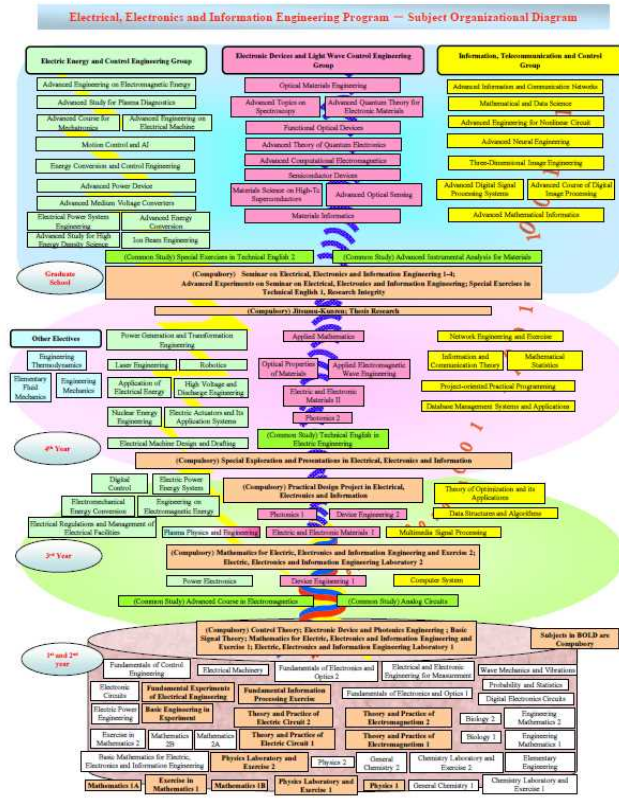 Electrical, Electronics and Information Engineering Program — Subject Organizational Diagram
Electric Energy and Control Engineering Group
Electronic Devices and Light Wave Control Engineering
Group
Information, Telecommunication and Control
Group
Advanced Engineering on Electromagnetic Energy
Optical Materials Engineering
Advanced Information and Communication Networks
Advanced Study for Plasma Diagnostics
Advanced Topics on
Spectroscopy
Advanced Quantum Theory for
Electronic Materials
Mathematical and Data Science
Advanced Course for
Mechatronics
Advanced Engineering on
Electrical Machine
Functional Optical Devices
Advanced Engineering for Nonlinear Circuit
Motion Control and AI
Advanced Theory of Quantum Electronics
Advanced Neural Engineering
Energy Conversion and Control Engineering
Advanced Computational Electromagnetics
Three-Dimensional Image Engineering
Advanced Power Device
Semiconductor Devices
Materials Science on High-Tc
Superconductors
Advanced Optical Sensing
Advanced Digital Signal
Processing Systems
Advanced Course of Digital
Image Processing
Advanced Medium Voltage Converters
Electrical Power System
Engineering
Advanced Energy
Conversion
Materials Informatics
Advanced Mathematical Informatics
Advanced Study for High
Energy Density Science
Ion Beam Engineering
(Common Study) Special Exercises in Technical English 2
(Common Study) Advanced Instrumental Analysis for Materials
Graduate
School
(Compulsory) Seminar on Electrical, Electronics and Information Engineering 1-4;
Advanced Experiments on Seminar on Electrical, Electronics and Information Engineering; Special Exercises in
Technical English 1, Research Integrity
(Compulsory) Jitsumu-Kunren; Thesis Research
Other Electives
Power Generation and Transformation
Engineering
Applied Mathematics
Network Engineering and Exercise
Engineering
Thermodynamics
Laser Engineering
Robotics
Optical Properties
of Materials
Applied Electromagnetic
Wave Engineering
Information and
Communication Theory
Mathematical
Statistics
Elementary
Fluid
Mechanics
Engineering
Mechanics
Application of
Electrical Energy
High Voltage and
Discharge Engineering
Electric and Electronic
Materials II
Project-oriented Practical Programming
Nuclear Energy
Engineering
Electric Actuators and Its
Application Systems
Photonics 2
Database Management Systems and Applications
4th Year
Electrical Machine Design and Drafting
(Common Study) Technical English in
Electric Engineering
(Compulsory) Special Exploration and Presentations in Electrical, Electronics and Information
Digital
Control
Electric Power
Energy System
(Compulsory) Practical Design Project in Electrical,
Electronics and Information
Theory of Optimization and its
Applications
Electromechanical
Energy Conversion
Engineering on
Electromagnetic Energy
Photonics 1
Device Engineering 2
Data Structures and Algorithms
Electrical Regulations and Management of
Electrical Facilities
Plasma Physics and Engineering
Electric and Electronic Materials 1
Multimedia Signal Processing
3rd Year
(Compulsory) Mathematics for Electric, Electronics and Information Engineering and Exercise 2;
Electric, Electronics and Information Engineering Laboratory 2
Power Electronics
Device Engineering 1
Computer System
(Common Study) Advanced Course in Electromagnetics
(Common Study) Analog Circuits
1st and 2nd
year
(Compulsory) Control Theory; Electronic Device and Photonics Engineering ; Basic
Signal Theory; Mathematics for Electric, Electronics and Information Engineering and
Exercise 1; Electric, Electronics and Information Engineering Laboratory 1
Subjects in BOLD are
Compulsory
Fundamentals of Control
Engineering
Electrical Machinery
Fundamentals of Electronics and
Optics 2
Electrical and Electronic
Engineering for Measurement
Wave Mechanics and Vibrations
Electronic
Circuits
Fundamental Experiments
of Electrical Engineering
Fundamental Information
Processing Exercise
Fundamentals of Electronics and Optics 1
Probability and Statistics
Digital Electronics Circuits
Electric Power
Engineering
Basic Engineering in
Experiment
Theory and Practice of
Electric Circuit 2
Theory and Practice of
Electromagnetism 2
Biology 2
Engineering
Mathematics 2
Exercise in
Mathematics 2
Mathematics
2B
Mathematics
2A
Theory and Practice of
Electric Circuit 1
Theory and Practice of
Electromagnetism 1
Biology 1
Engineering
Mathematics 1
Basic Mathematics for Electric,
Electronics and Information Engineering
Physics Laboratory and
Exercise 2
Physics 2
General
Chemistry 2
Chemistry Laboratory and
Exercise 2
Elementary
Engineering
Mathematics 1A
Exercise in
Mathematics 1
Mathematics 1B
Physics Laboratory and
Exercise 1
Physics 1
General Chemistry 1
Chemistry Laboratory and
Exercise 1